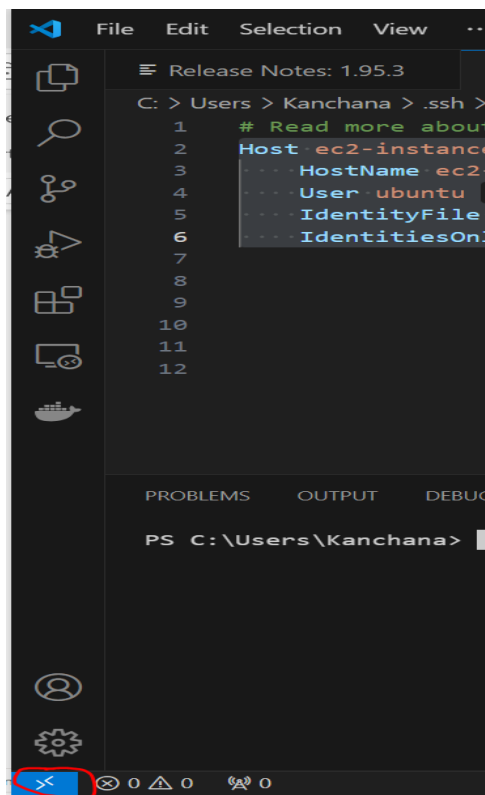 File Edit Selection View ··
Release Notes: 1.95.3
C: > Users > Kanchana > .ssh >
1 # Read more abou
2 Host ec2-instanc
3 HostName ec2-
4 User ubuntu
5 IdentityFile
6 IdentitiesOnl
7
8
9
10
11
12
PROBLEMS OUTPUT DEBUG
PS C:\Users\Kanchana>
0 0 0